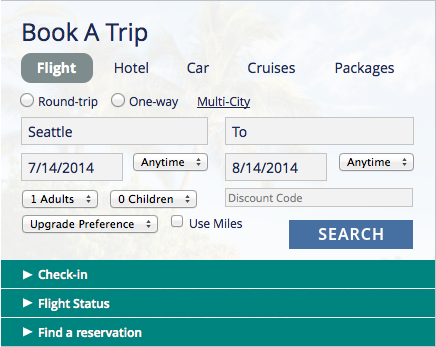 Book A Trip
Flight Hotel Car Cruises Packages
Round-trip One-way Multi-City
Seattle To
7/14/2014 Anytime 8/14/2014 Anytime
1 Adults 0 Children Discount Code
Upgrade Preference Use Miles SEARCH
Check-in
Flight Status
Find a reservation